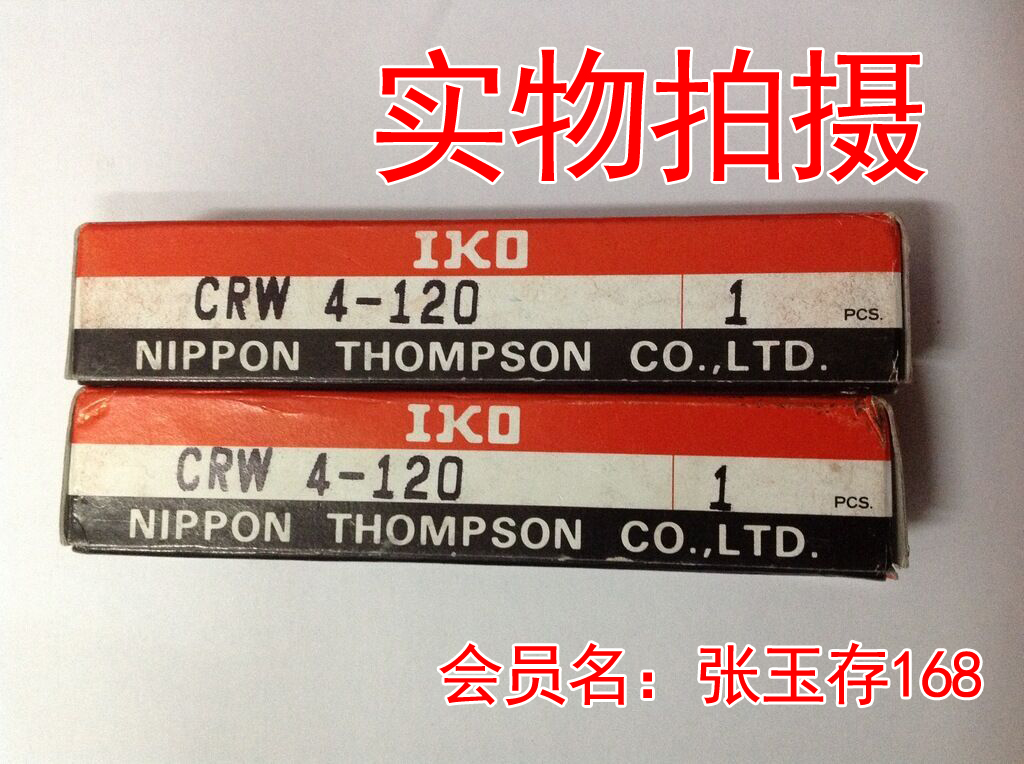 实物拍摄
IKO
CRW 4-120 1 PCS.
NIPPON THOMPSON CO.,LTD.
IKO
CRW 4-120 1 PCS.
NIPPON THOMPSON CO.,LTD.
会员名：张玉存168